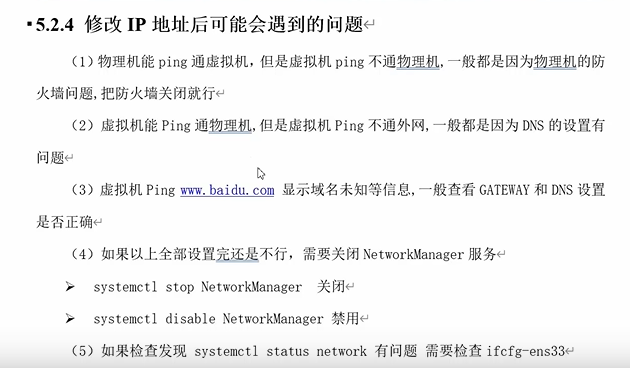 5.2.4 修改 IP 地址后可能会遇到的问题
（1）物理机能 ping 通虚拟机，但是虚拟机 ping 不通物理机,一般都是因为物理机的防
火墙问题,把防火墙关闭就行
（2）虚拟机能 Ping 通物理机,但是虚拟机 Ping 不通外网,一般都是因为 DNS 的设置有
问题
（3）虚拟机 Ping www.baidu.com 显示域名未知等信息,一般查看 GATEWAY 和 DNS 设置
是否正确
（4）如果以上全部设置完还是不行，需要关闭 NetworkManager 服务
➢ systemctl stop NetworkManager 关闭
➢ systemctl disable NetworkManager 禁用
（5）如果检查发现 systemctl status network 有问题 需要检查 ifcfg-ens33